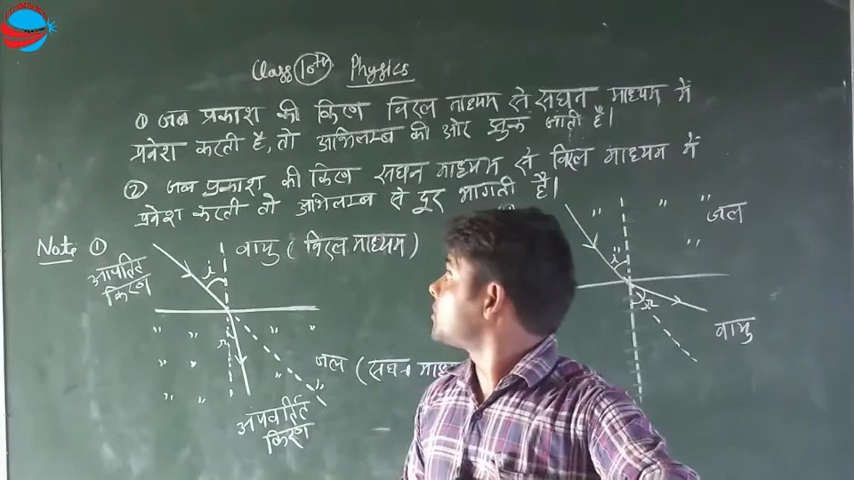 Class 10th Physics
① जब प्रकाश की किरण विरल माध्यम से सघन माध्यम में
प्रवेश करती है, तो अभिलम्ब की ओर झुक जाती है।
② जब प्रकाश की किरण सघन माध्यम से विरल माध्यम में
प्रवेश करती तो अभिलम्ब से दूर भागती है।
Note ①
वायु ( विरल माध्यम )
आपतित
किरण
i
r
जल ( सघन माध्य
अपवर्तित
किरण
जल
i
r
वायु